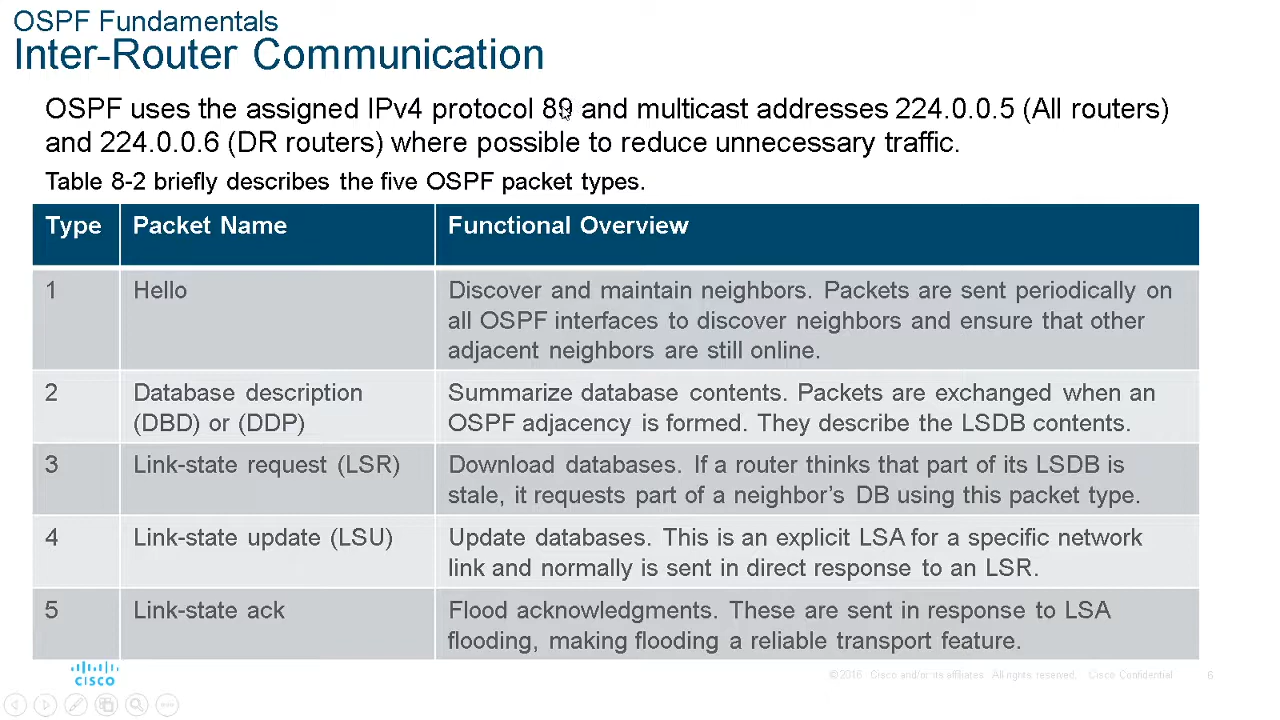 OSPF Fundamentals
Inter-Router Communication
OSPF uses the assigned IPv4 protocol 89 and multicast addresses 224.0.0.5 (All routers)
and 224.0.0.6 (DR routers) where possible to reduce unnecessary traffic.
Table 8-2 briefly describes the five OSPF packet types.
Type Packet Name Functional Overview
1 Hello Discover and maintain neighbors. Packets are sent periodically on
all OSPF interfaces to discover neighbors and ensure that other
adjacent neighbors are still online.
2 Database description Summarize database contents. Packets are exchanged when an
(DBD) or (DDP) OSPF adjacency is formed. They describe the LSDB contents.
3 Link-state request (LSR) Download databases. If a router thinks that part of its LSDB is
stale, it requests part of a neighbor’s DB using this packet type.
4 Link-state update (LSU) Update databases. This is an explicit LSA for a specific network
link and normally is sent in direct response to an LSR.
5 Link-state ack Flood acknowledgments. These are sent in response to LSA
flooding, making flooding a reliable transport feature.
CISCO
© 2016 Cisco and/or its affiliates. All rights reserved. Cisco Confidential 6